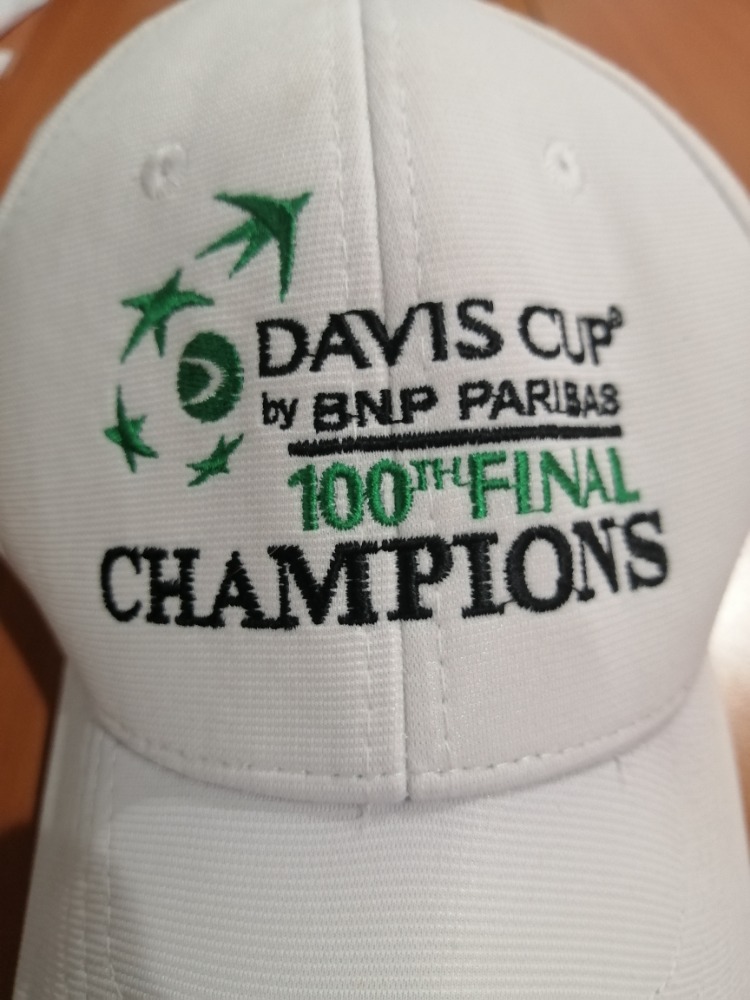 DAVIS CUP®
by BNP PARIBAS
100TH FINAL
CHAMPIONS